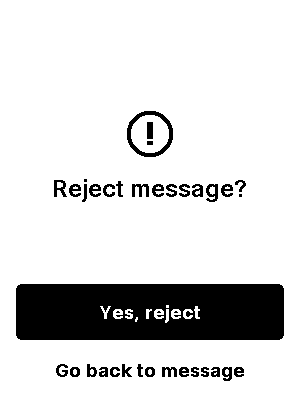 Reject message?
Yes, reject
Go back to message